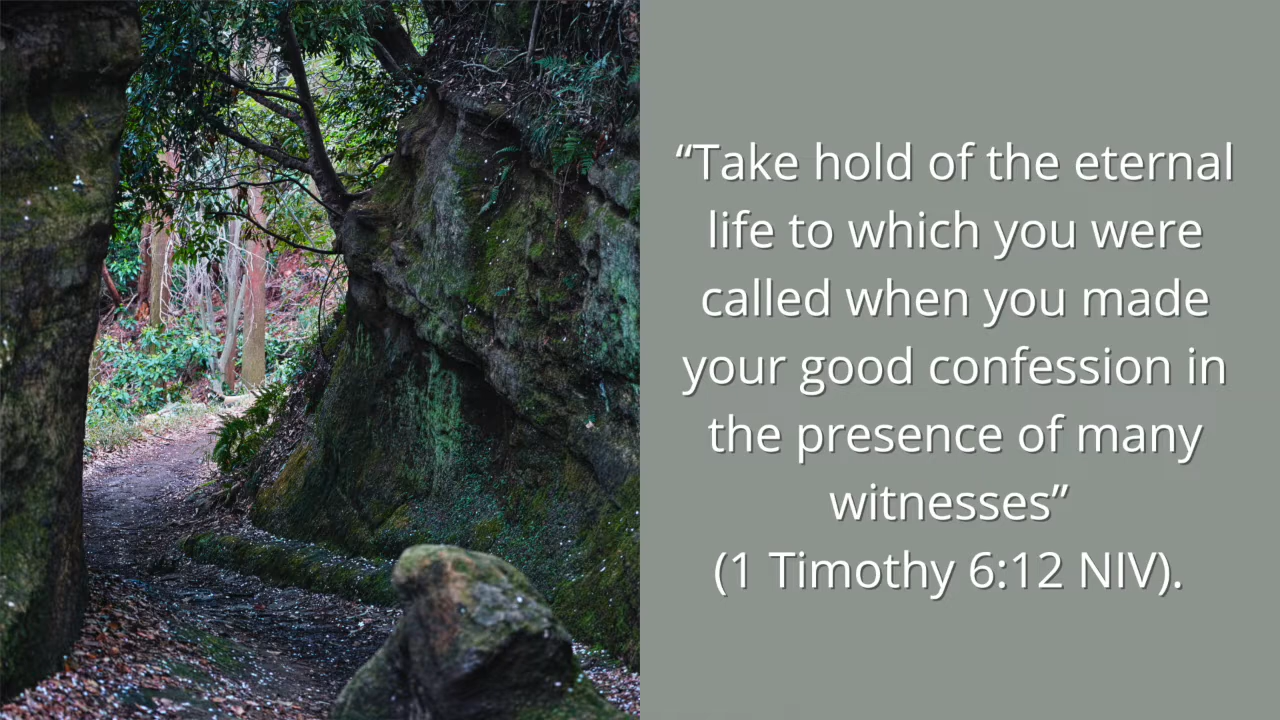 “Take hold of the eternal
life to which you were
called when you made
your good confession in
the presence of many
witnesses”
(1 Timothy 6:12 NIV).